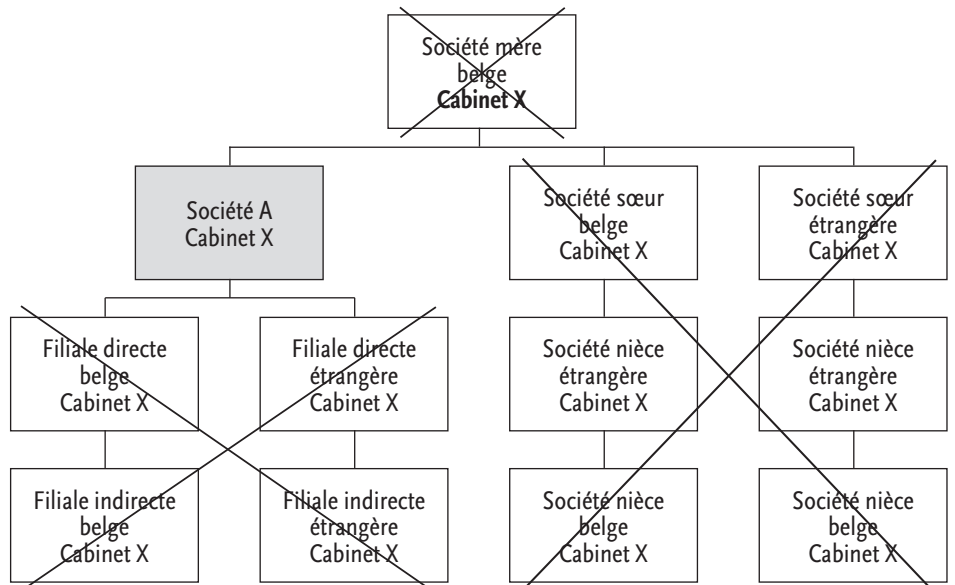 Société mère
belge
Cabinet X
Société A
Cabinet X
Société sœur
belge
Cabinet X
Société sœur
étrangère
Cabinet X
Filiale directe
belge
Cabinet X
Filiale directe
étrangère
Cabinet X
Société nièce
étrangère
Cabinet X
Société nièce
étrangère
Cabinet X
Filiale indirecte
belge
Cabinet X
Filiale indirecte
étrangère
Cabinet X
Société nièce
belge
Cabinet X
Société nièce
belge
Cabinet X